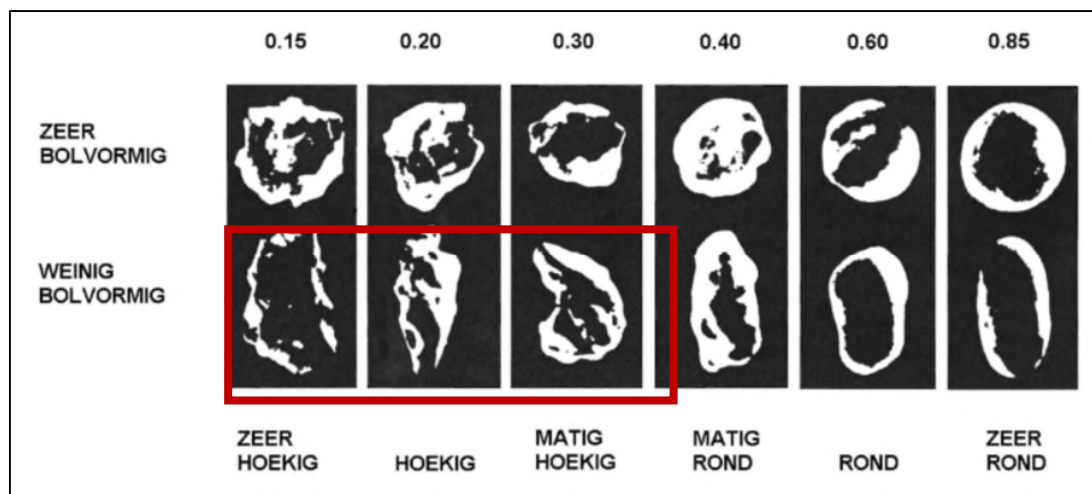 0.15 0.20 0.30 0.40 0.60 0.85
ZEER
BOLVORMIG
WEINIG
BOLVORMIG
ZEER
HOEKIG
HOEKIG
MATIG
HOEKIG
MATIG
ROND
ROND
ZEER
ROND